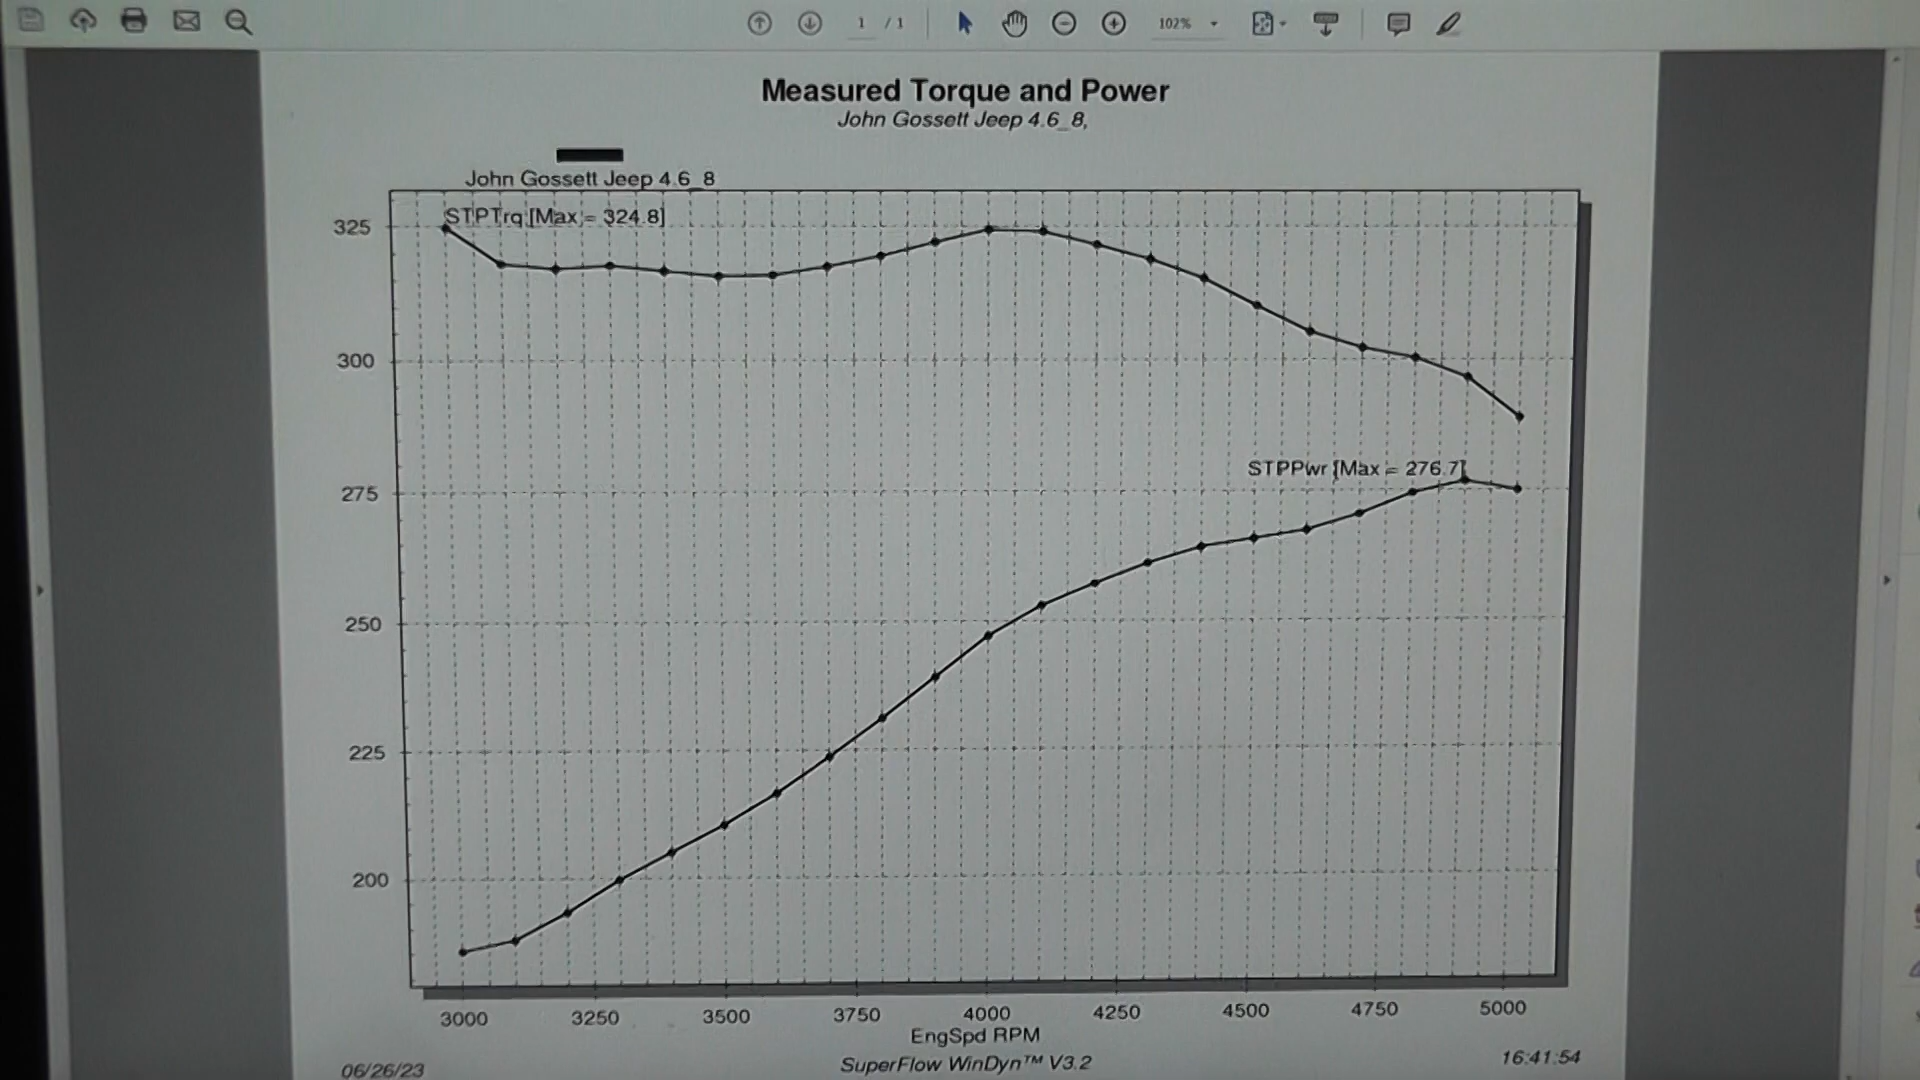 1 / 1 102%
Measured Torque and Power
John Gossett Jeep 4.6_8,
John Gossett Jeep 4.6_8
STPTrq [Max = 324.8]
325
300
STPPwr [Max = 276.7]
275
250
225
200
3000 3250 3500 3750 4000 4250 4500 4750 5000
EngSpd RPM
06/26/23 SuperFlow WinDyn™ V3.2 16:41:54